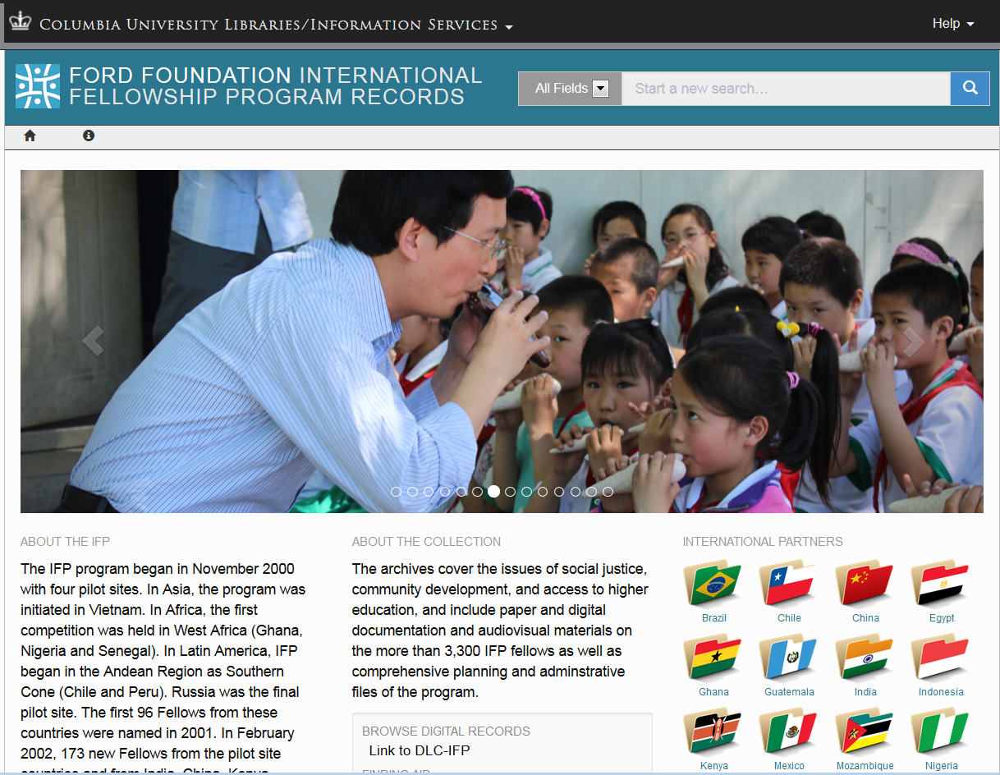 COLUMBIA UNIVERSITY LIBRARIES/INFORMATION SERVICES
Help
FORD FOUNDATION INTERNATIONAL
FELLOWSHIP PROGRAM RECORDS
All Fields
Start a new search...
ABOUT THE IFP
The IFP program began in November 2000
with four pilot sites. In Asia, the program was
initiated in Vietnam. In Africa, the first
competition was held in West Africa (Ghana,
Nigeria and Senegal). In Latin America, IFP
began in the Andean Region as Southern
Cone (Chile and Peru). Russia was the final
pilot site. The first 96 Fellows from these
countries were named in 2001. In February
2002, 173 new Fellows from the pilot site
countries and from India, China, Kenya,
ABOUT THE COLLECTION
The archives cover the issues of social justice,
community development, and access to higher
education, and include paper and digital
documentation and audiovisual materials on
the more than 3,300 IFP fellows as well as
comprehensive planning and adminstrative
files of the program.
BROWSE DIGITAL RECORDS
Link to DLC-IFP
FINDING AID
INTERNATIONAL PARTNERS
Brazil
Chile
China
Egypt
Ghana
Guatemala
India
Indonesia
Kenya
Mexico
Mozambique
Nigeria